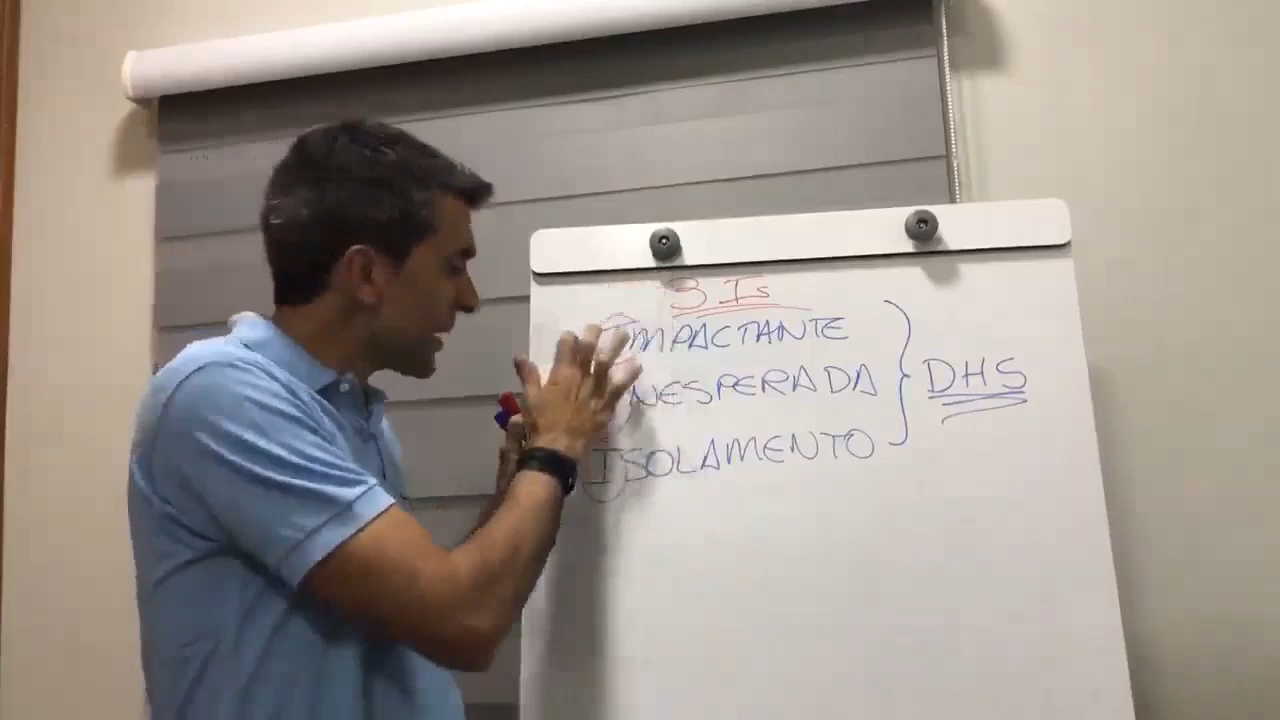 3 Is
IMPACTANTE
INESPERADA
ISOLAMENTO
DHS